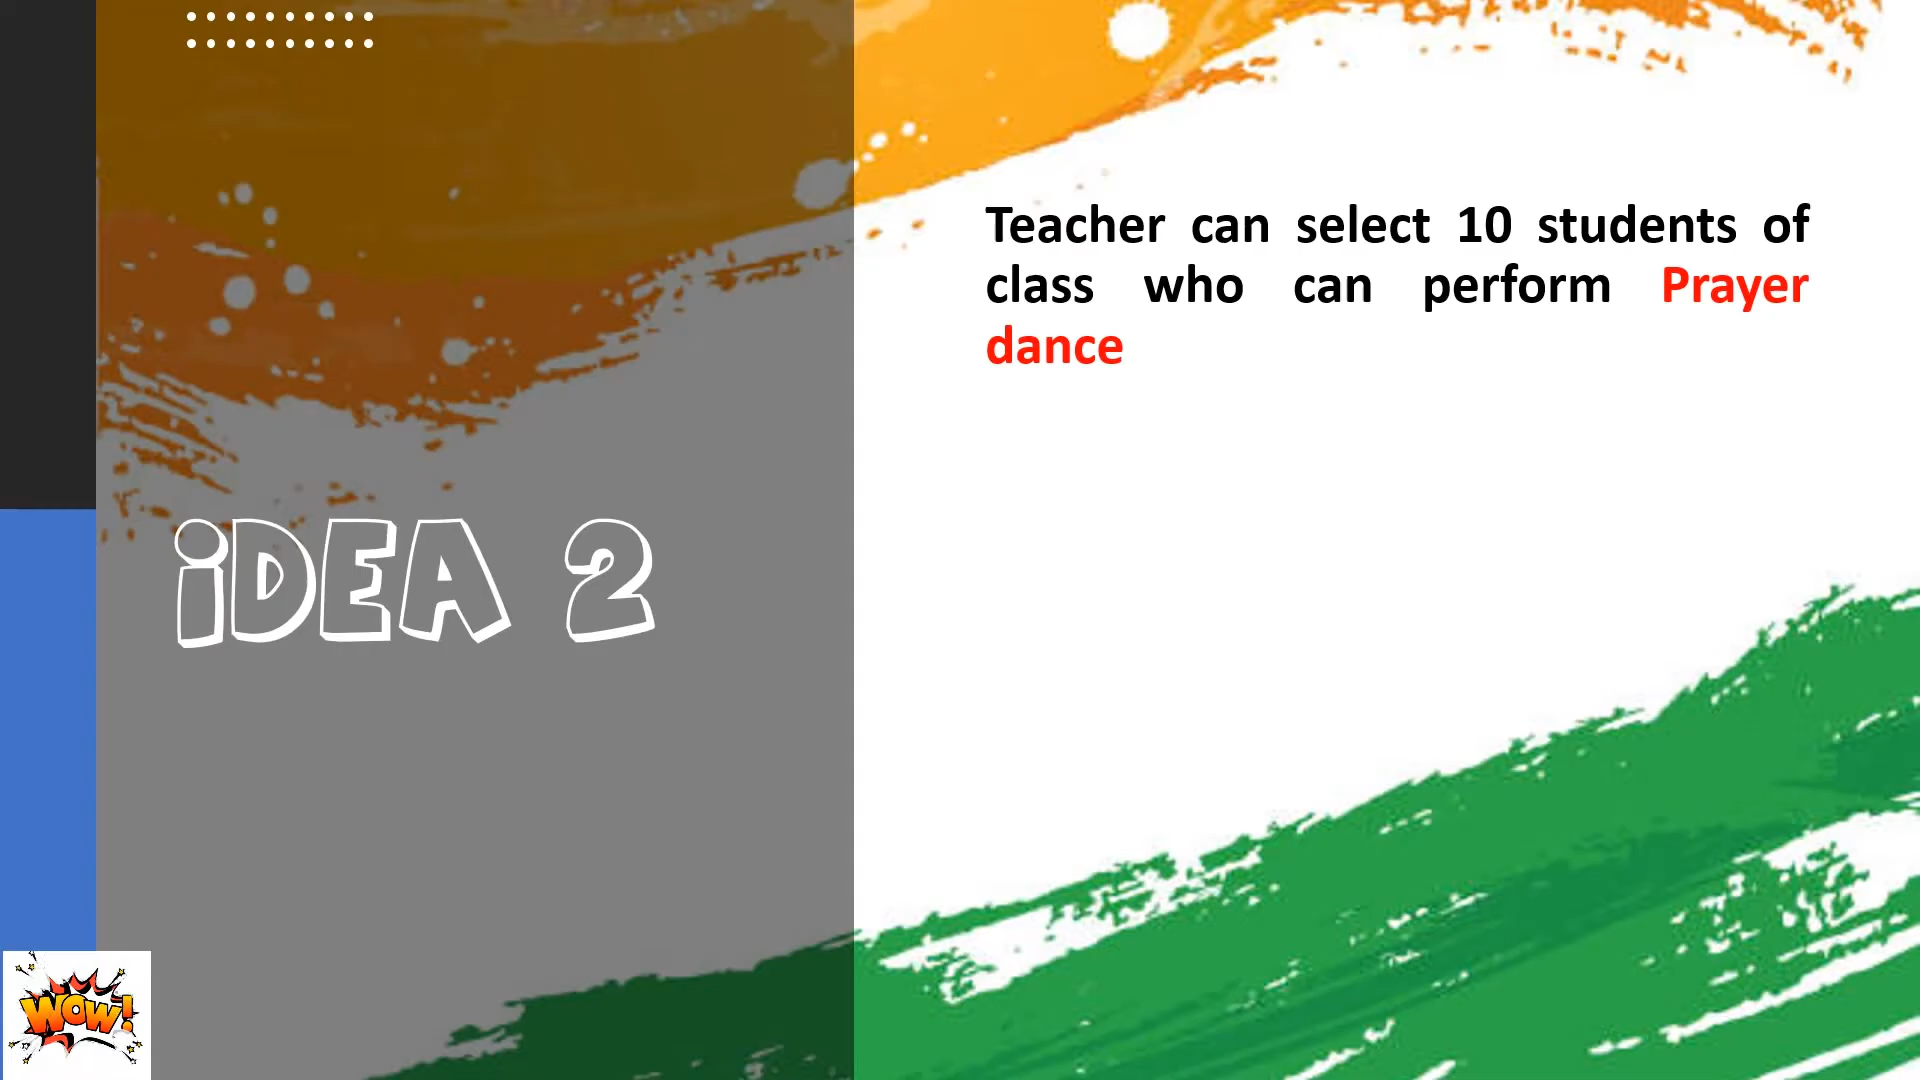 iDEA 2
Teacher can select 10 students of
class who can perform Prayer
dance
WOW!